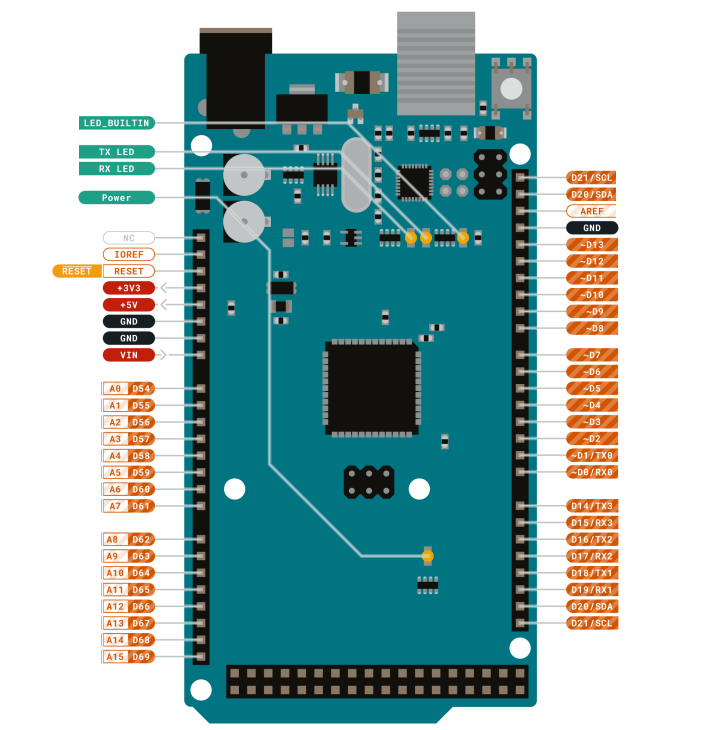 LED_BUILTIN
TX LED
RX LED
Power
NC
IOREF
RESET RESET
+3V3
+5V
GND
GND
VIN
A0 D54
A1 D55
A2 D56
A3 D57
A4 D58
A5 D59
A6 D60
A7 D61
A8 D62
A9 D63
A10 D64
A11 D65
A12 D66
A13 D67
A14 D68
A15 D69
D21/SCL
D20/SDA
AREF
GND
~D13
~D12
~D11
~D10
~D9
~D8
~D7
~D6
~D5
~D4
~D3
~D2
~D1/TX0
~D0/RX0
D14/TX3
D15/RX3
D16/TX2
D17/RX2
D18/TX1
D19/RX1
D20/SDA
D21/SCL